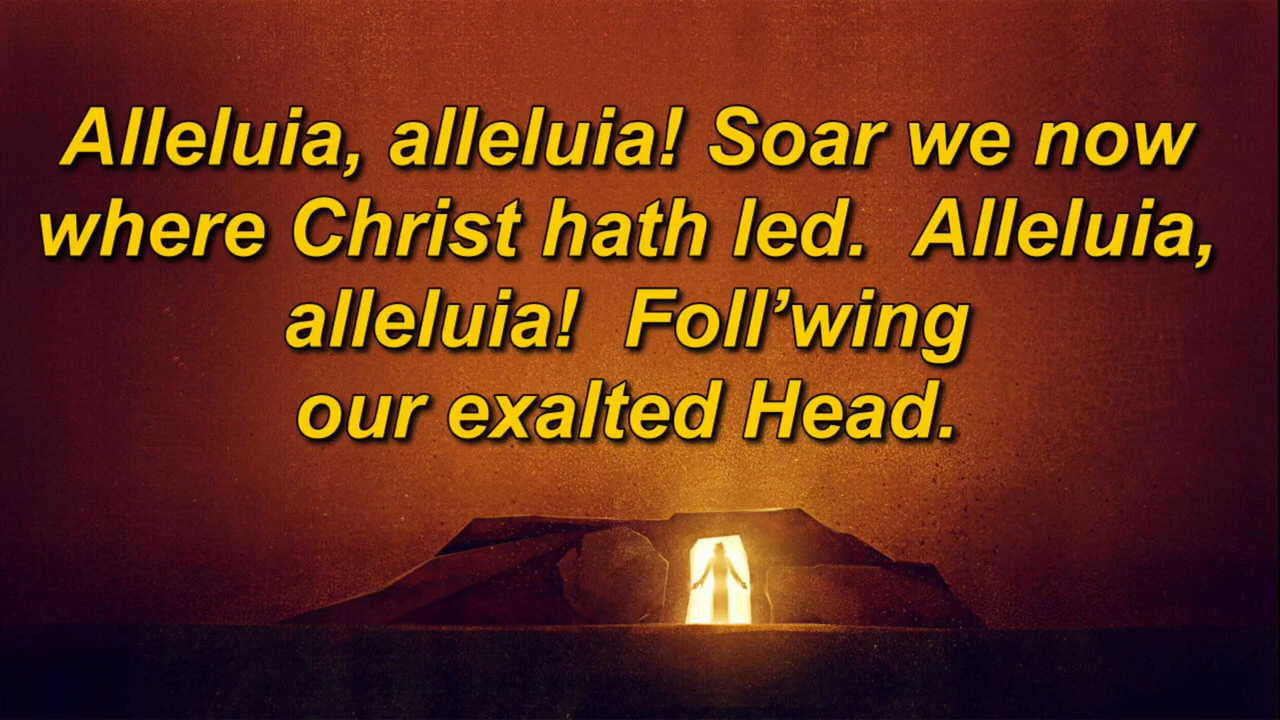 Alleluia, alleluia! Soar we now
where Christ hath led.  Alleluia,
alleluia!  Foll’wing
our exalted Head.